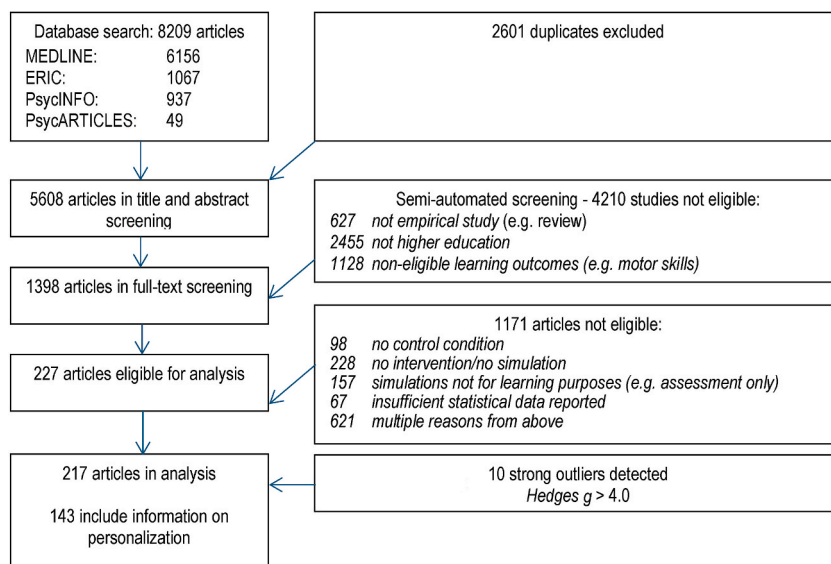 Database search: 8209 articles
MEDLINE: 6156
ERIC: 1067
PsycINFO: 937
PsycARTICLES: 49
2601 duplicates excluded
5608 articles in title and abstract
screening
Semi-automated screening - 4210 studies not eligible:
627 not empirical study (e.g. review)
2455 not higher education
1128 non-eligible learning outcomes (e.g. motor skills)
1398 articles in full-text screening
1171 articles not eligible:
98 no control condition
228 no intervention/no simulation
157 simulations not for learning purposes (e.g. assessment only)
67 insufficient statistical data reported
621 multiple reasons from above
227 articles eligible for analysis
217 articles in analysis
143 include information on
personalization
10 strong outliers detected
Hedges g > 4.0